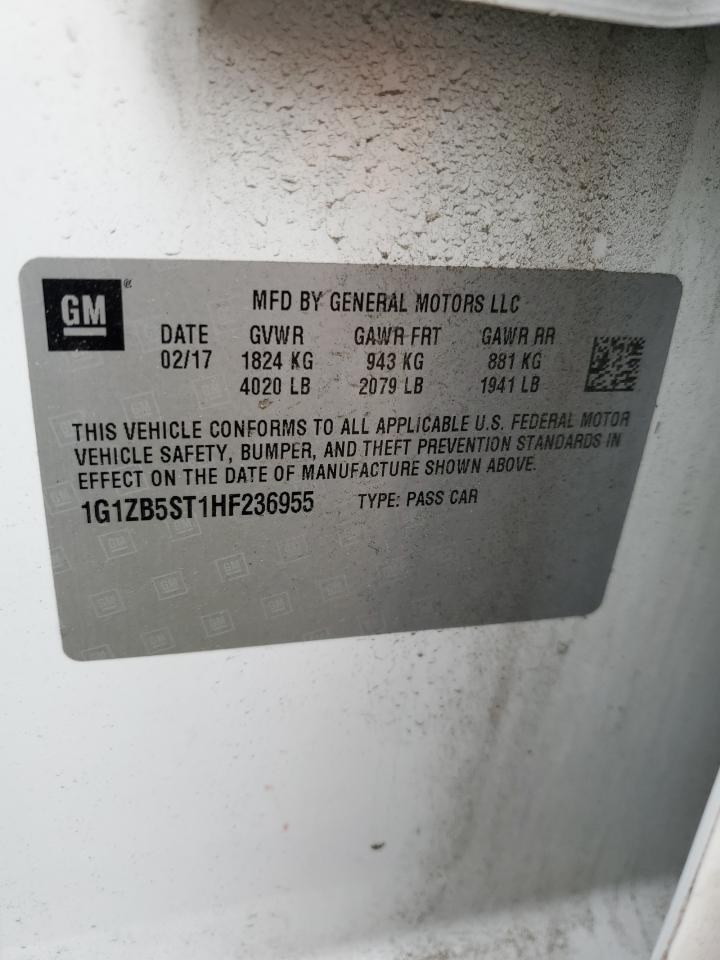 GM ®
MFD BY GENERAL MOTORS LLC
DATE GVWR GAWR FRT GAWR RR
02/17 1824 KG 943 KG 881 KG
4020 LB 2079 LB 1941 LB
THIS VEHICLE CONFORMS TO ALL APPLICABLE U.S. FEDERAL MOTOR
VEHICLE SAFETY, BUMPER, AND THEFT PREVENTION STANDARDS IN
EFFECT ON THE DATE OF MANUFACTURE SHOWN ABOVE.
1G1ZB5ST1HF236955 TYPE: PASS CAR